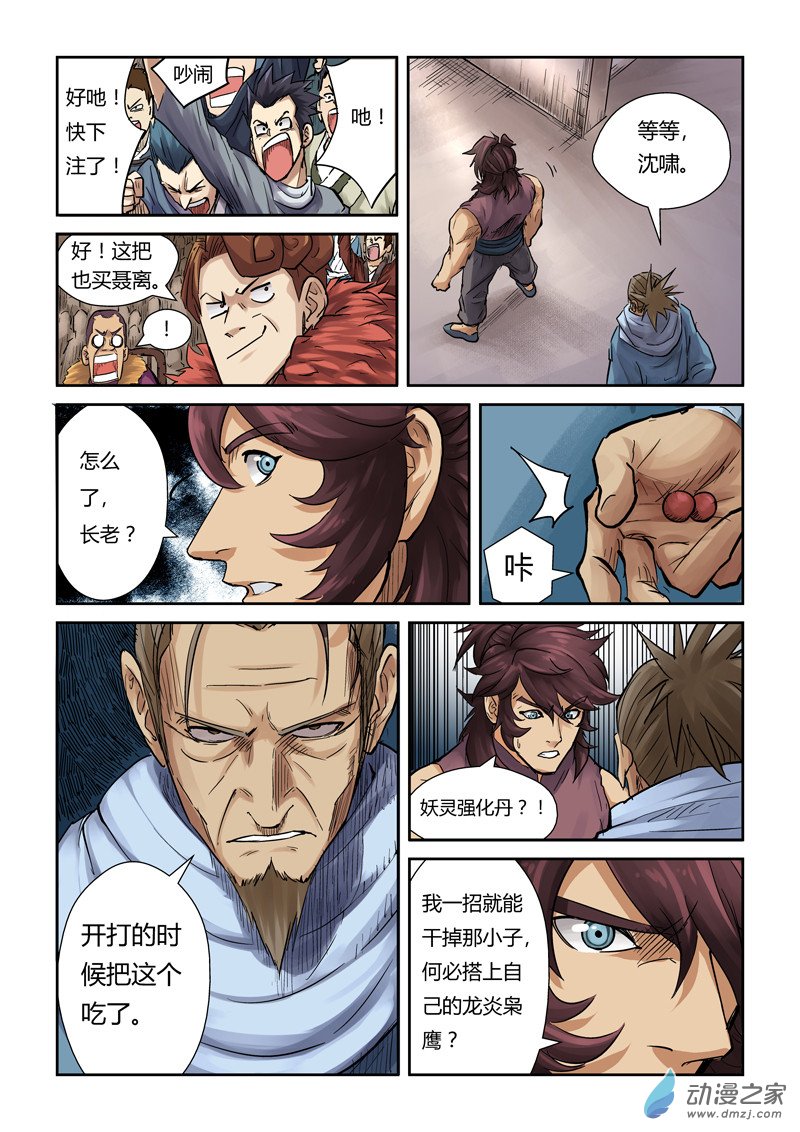 好吔！
快下
注了！
吵闹
吔！
好！这把
也买聂离。
！
等等，
沈啸。
怎么
了，
长老？
咔
开打的时
候把这个
吃了。
妖灵强化丹？！
我一招就能
干掉那小子，
何必搭上自
己的龙炎枭
鹰？
动漫之家
www.dmzj.com